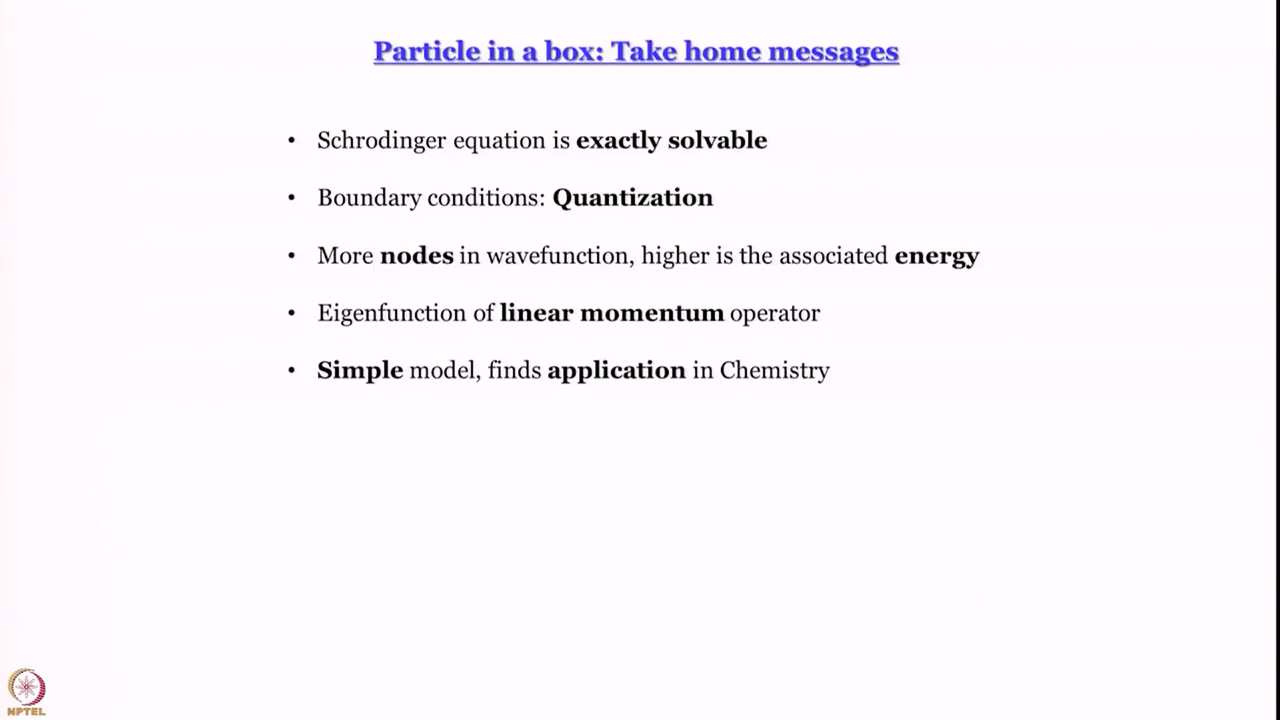 Particle in a box: Take home messages
• Schrodinger equation is exactly solvable
• Boundary conditions: Quantization
• More nodes in wavefunction, higher is the associated energy
• Eigenfunction of linear momentum operator
• Simple model, finds application in Chemistry
NPTEL